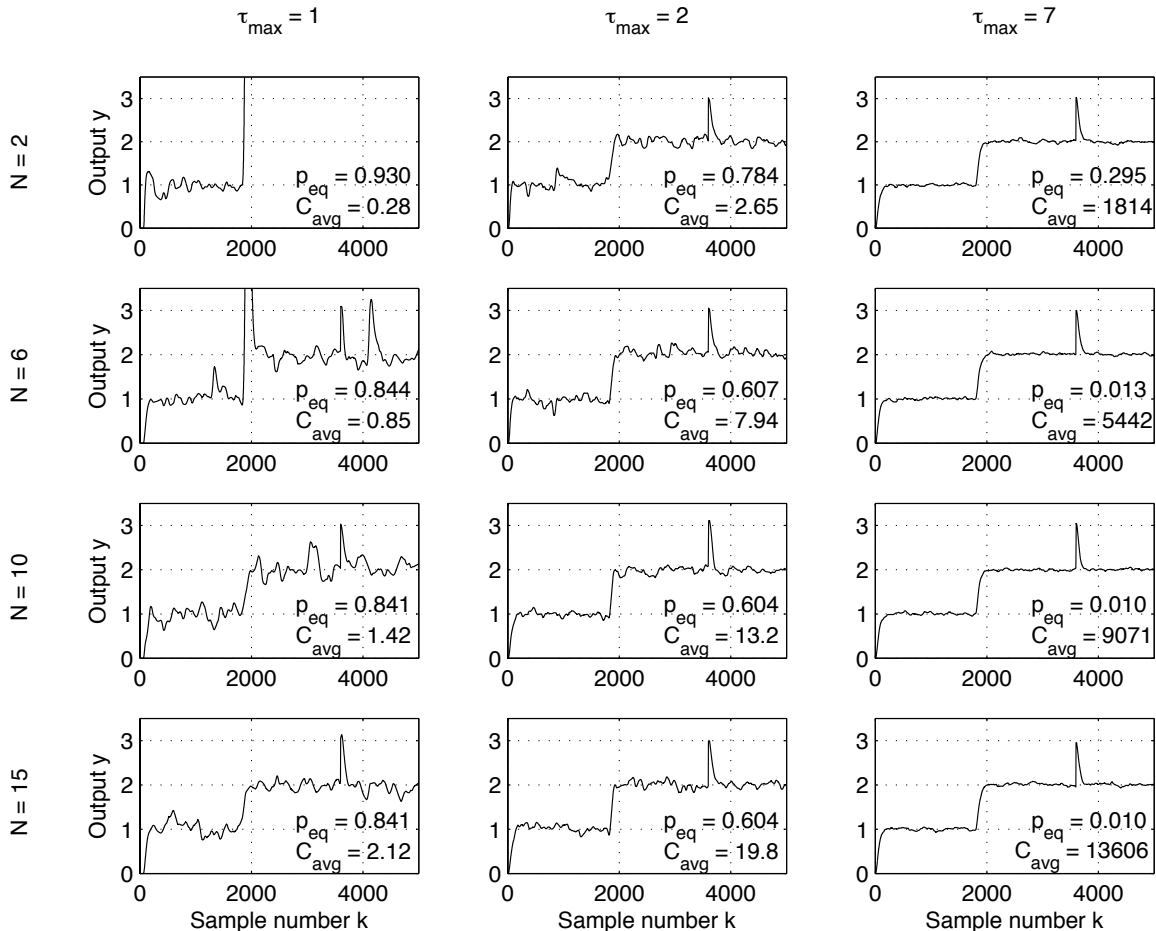 τmax = 1
τmax = 2
τmax = 7
N = 2
Output y
3
2
1
0
peq = 0.930
Cavg = 0.28
0 2000 4000
3
2
1
0
peq = 0.784
Cavg = 2.65
0 2000 4000
3
2
1
0
peq = 0.295
Cavg = 1814
0 2000 4000
N = 6
Output y
3
2
1
0
peq = 0.844
Cavg = 0.85
0 2000 4000
3
2
1
0
peq = 0.607
Cavg = 7.94
0 2000 4000
3
2
1
0
peq = 0.013
Cavg = 5442
0 2000 4000
N = 10
Output y
3
2
1
0
peq = 0.841
Cavg = 1.42
0 2000 4000
3
2
1
0
peq = 0.604
Cavg = 13.2
0 2000 4000
3
2
1
0
peq = 0.010
Cavg = 9071
0 2000 4000
N = 15
Output y
3
2
1
0
peq = 0.841
Cavg = 2.12
0 2000 4000
Sample number k
3
2
1
0
peq = 0.604
Cavg = 19.8
0 2000 4000
Sample number k
3
2
1
0
peq = 0.010
Cavg = 13606
0 2000 4000
Sample number k